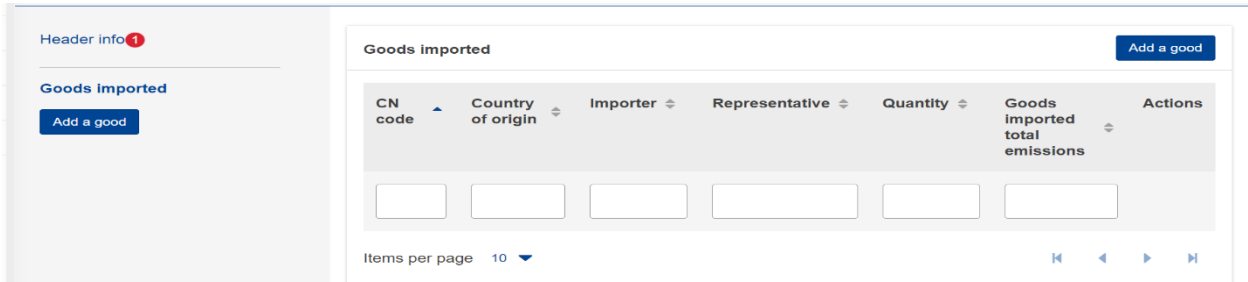 Header info 1
Goods imported
Add a good
Goods imported
Add a good
CN code
Country of origin
Importer
Representative
Quantity
Goods imported total emissions
Actions
Items per page 10